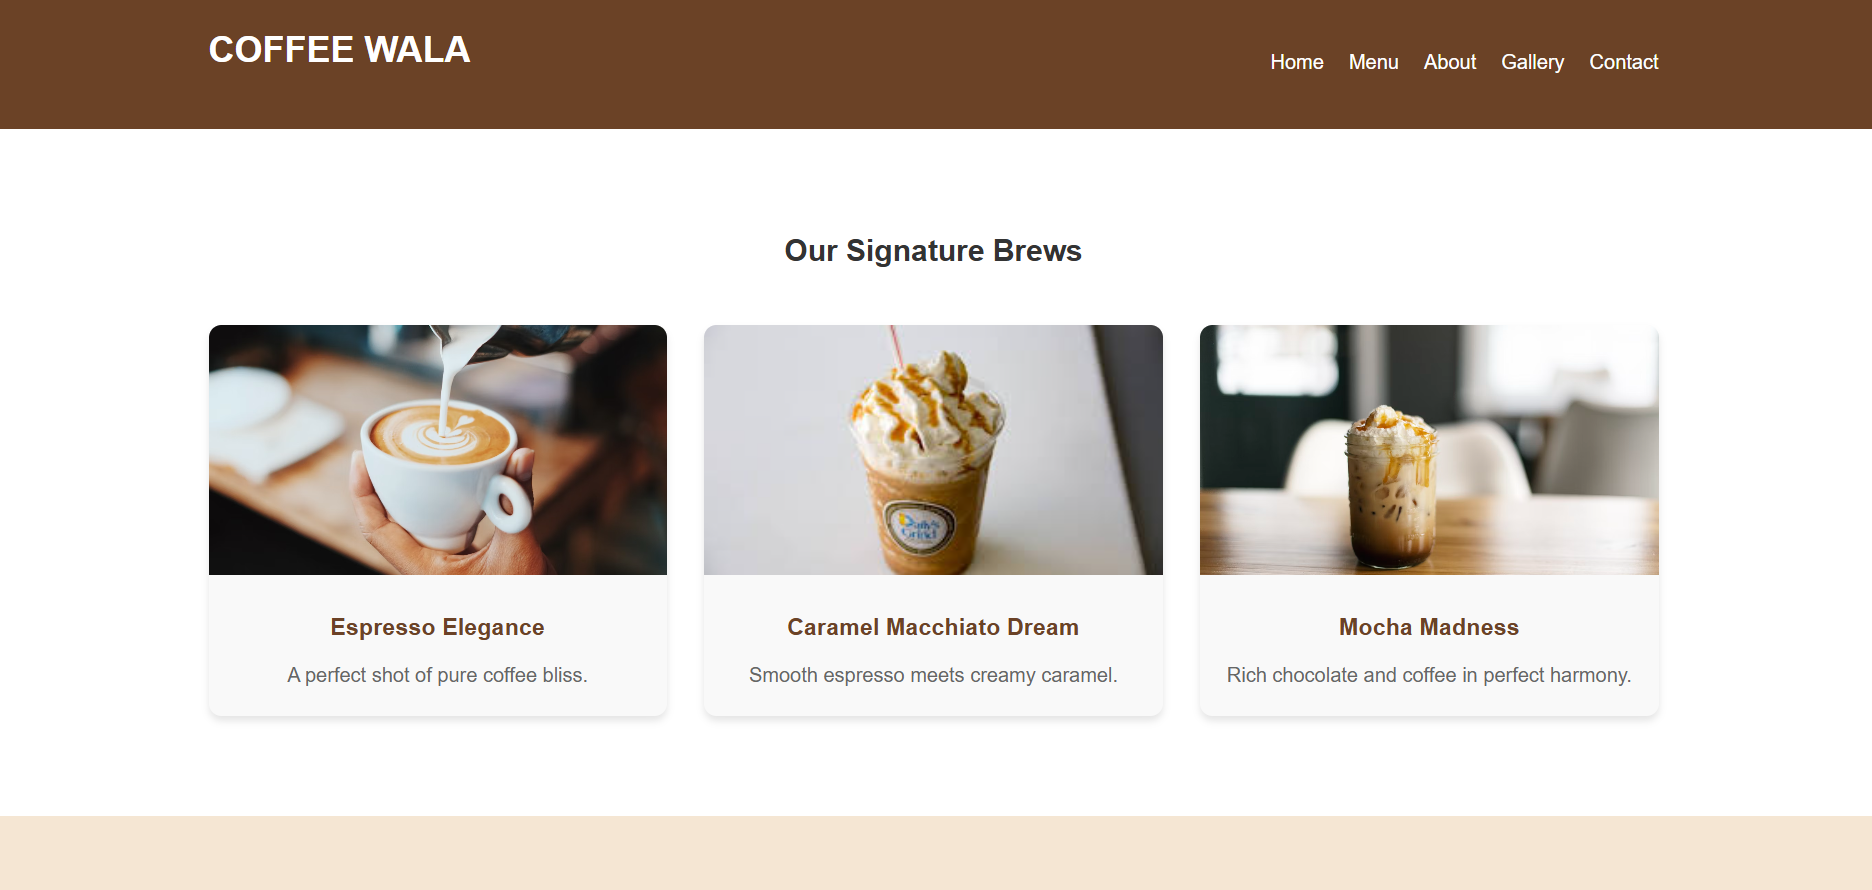 COFFEE WALA
Home Menu About Gallery Contact
Our Signature Brews
Grind
Espresso Elegance
Caramel Macchiato Dream
Mocha Madness
A perfect shot of pure coffee bliss.
Smooth espresso meets creamy caramel.
Rich chocolate and coffee in perfect harmony.